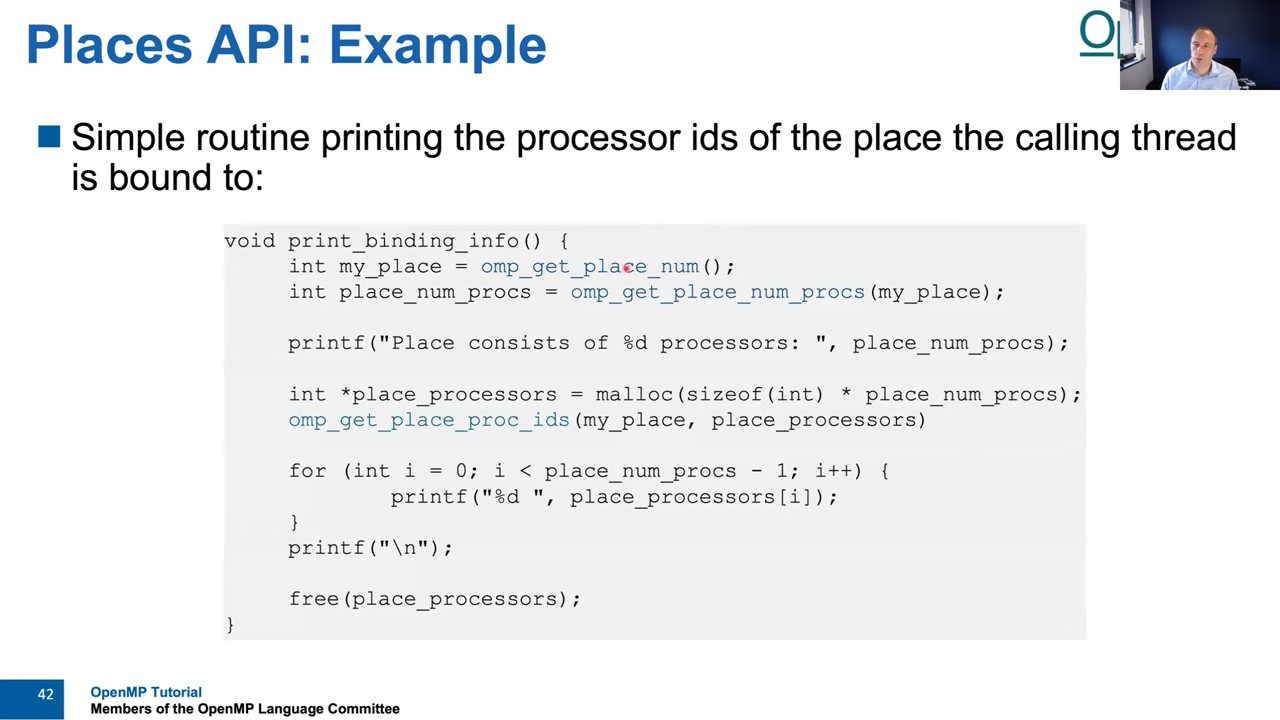 Places API: Example
Simple routine printing the processor ids of the place the calling thread
is bound to:
void print_binding_info() {
int my_place = omp_get_place_num();
int place_num_procs = omp_get_place_num_procs(my_place);
printf("Place consists of %d processors: ", place_num_procs);
int *place_processors = malloc(sizeof(int) * place_num_procs);
omp_get_place_proc_ids(my_place, place_processors)
for (int i = 0; i < place_num_procs - 1; i++) {
printf("%d ", place_processors[i]);
}
printf("\n");
free(place_processors);
}
42
OpenMP Tutorial
Members of the OpenMP Language Committee